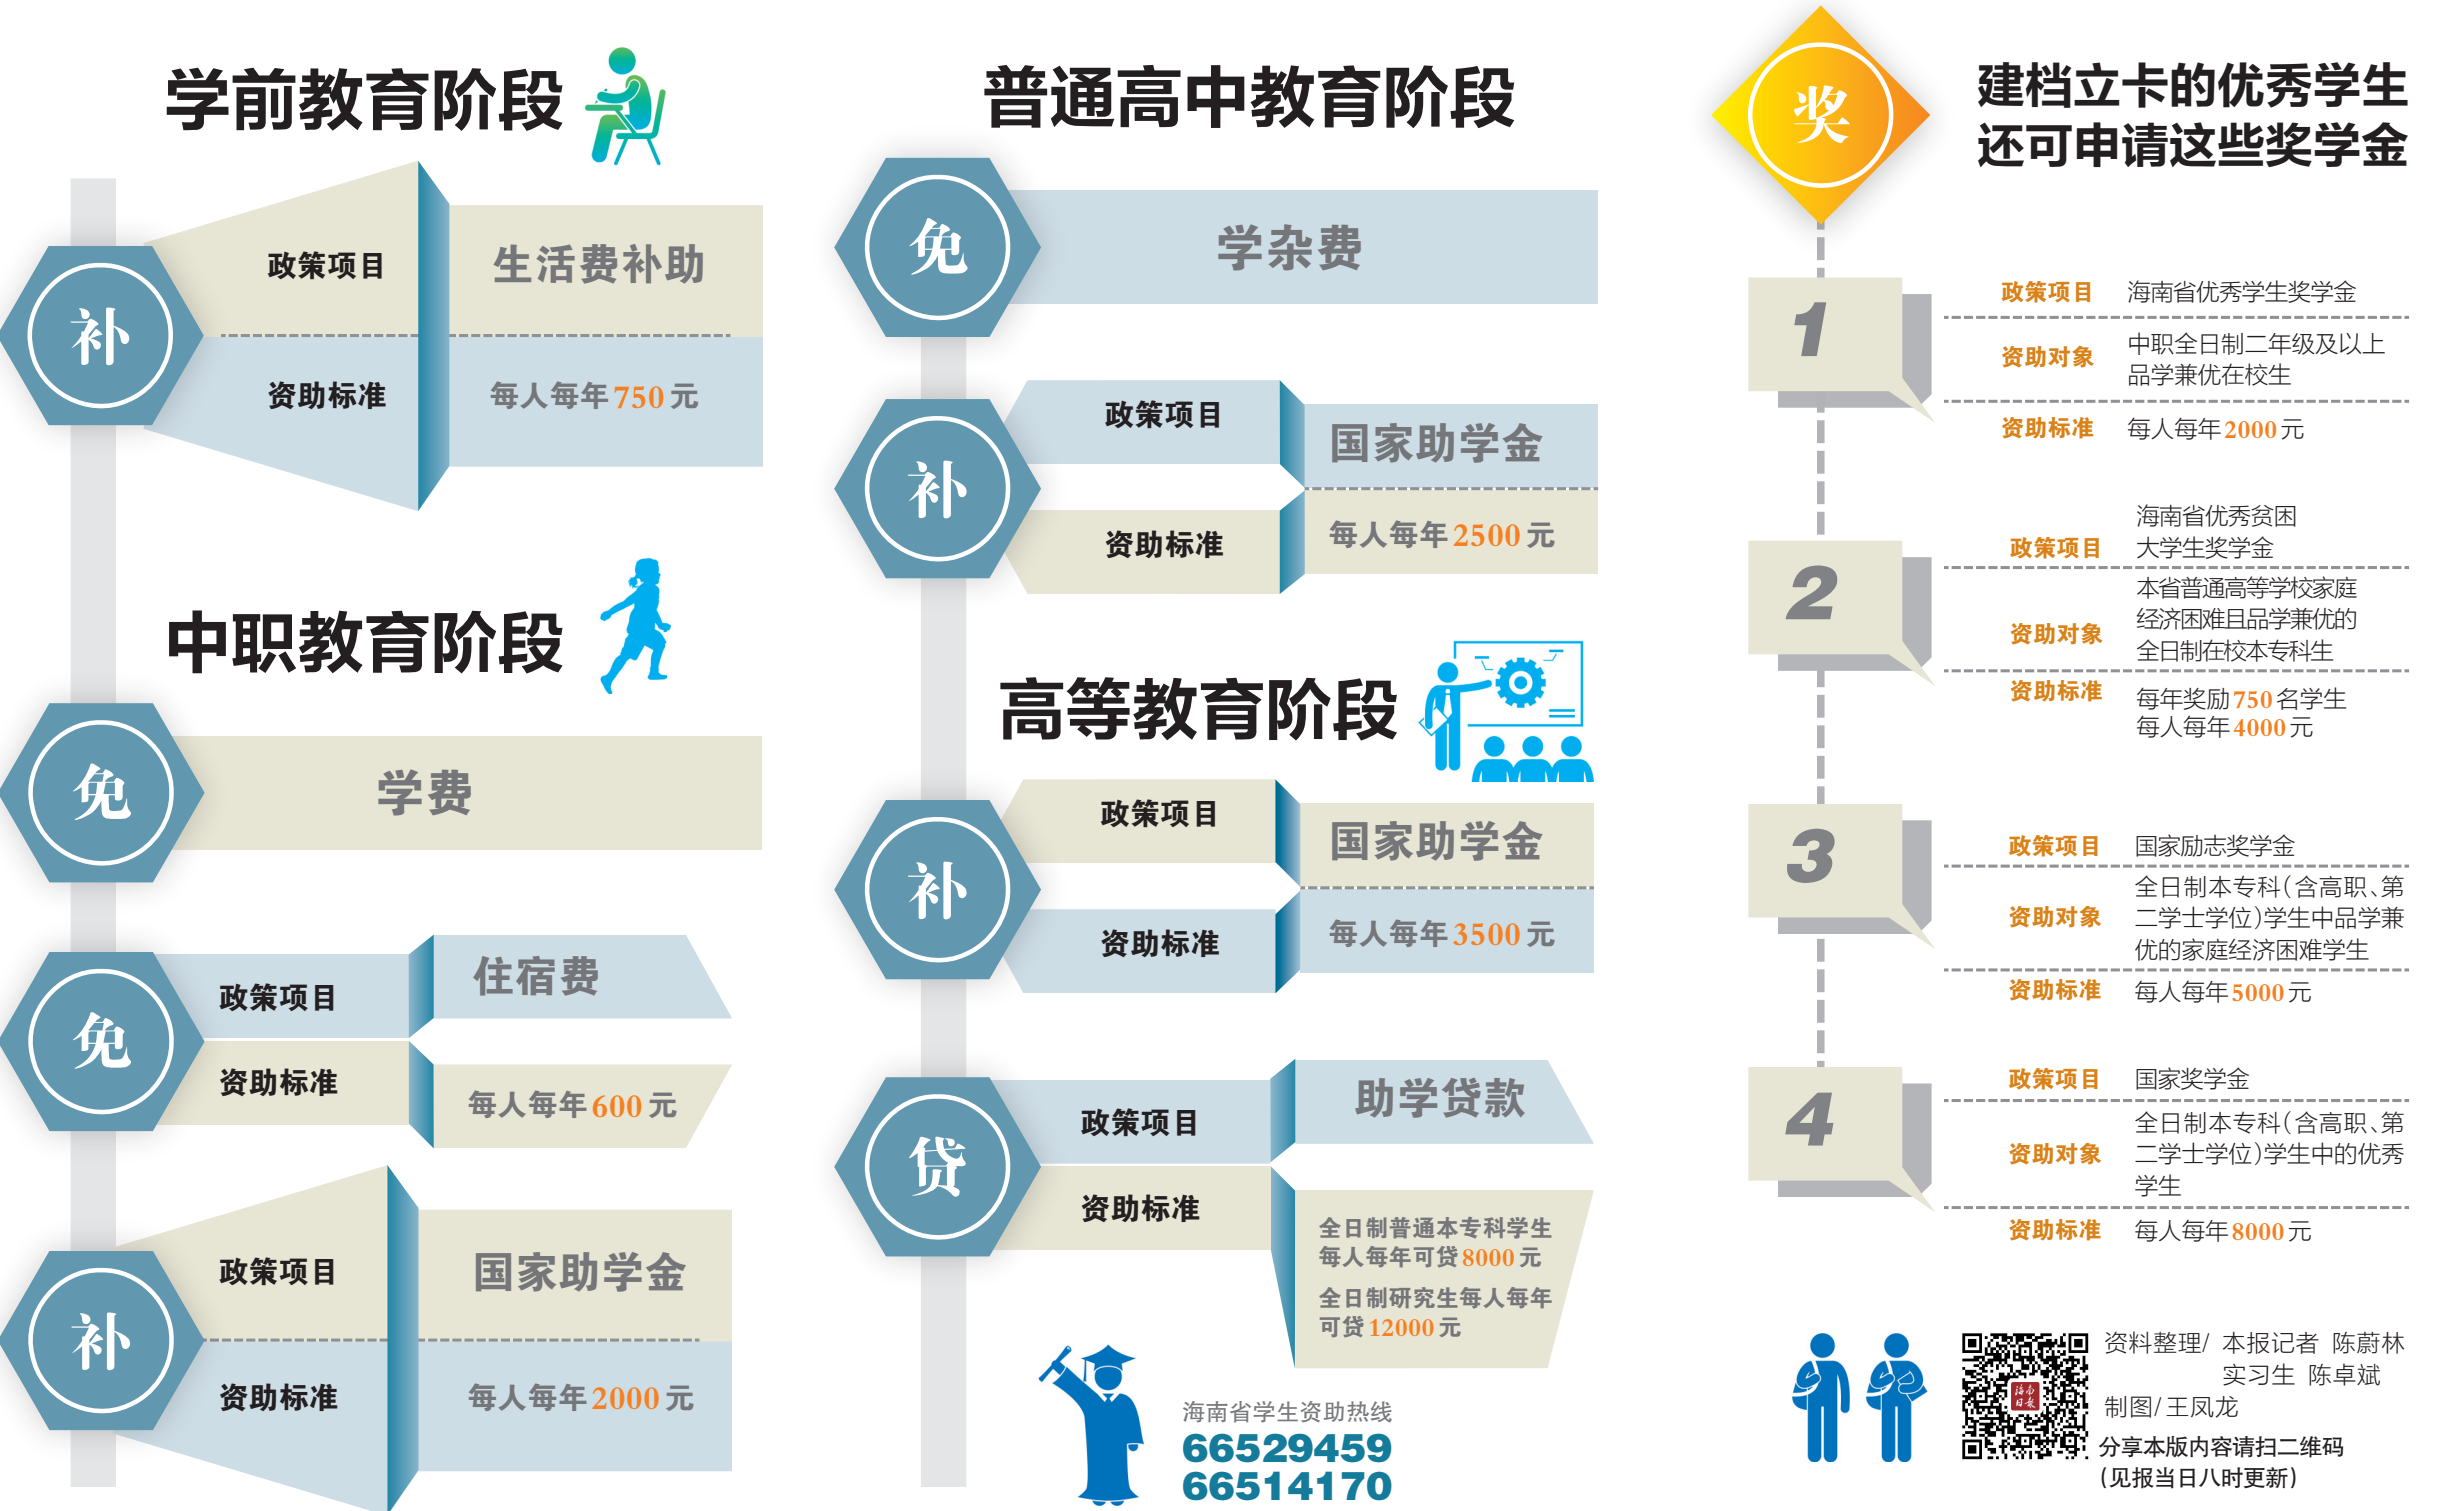 学前教育阶段
补
政策项目
生活费补助
资助标准
每人每年750元
中职教育阶段
免
学费
免
政策项目
住宿费
资助标准
每人每年600元
补
政策项目
国家助学金
资助标准
每人每年2000元
普通高中教育阶段
免
学杂费
补
政策项目
国家助学金
资助标准
每人每年2500元
高等教育阶段
补
政策项目
国家助学金
资助标准
每人每年3500元
贷
政策项目
助学贷款
资助标准
全日制普通本专科学生
每人每年可贷8000元
全日制研究生每人每年
可贷12000元
海南省学生资助热线
66529459
66514170
奖
建档立卡的优秀学生
还可申请这些奖学金
1
政策项目 海南省优秀学生奖学金
资助对象
中职全日制二年级及以上
品学兼优在校生
资助标准 每人每年2000元
2
政策项目
海南省优秀贫困
大学生奖学金
资助对象
本省普通高等学校家庭
经济困难且品学兼优的
全日制在校本专科生
资助标准
每年奖励750名学生
每人每年4000元
3
政策项目 国家励志奖学金
资助对象
全日制本专科(含高职、第
二学士学位)学生中品学兼
优的家庭经济困难学生
资助标准 每人每年5000元
4
政策项目 国家奖学金
资助对象
全日制本专科(含高职、第
二学士学位)学生中的优秀
学生
资助标准 每人每年8000元
海南
日报
资料整理/ 本报记者 陈蔚林
实习生 陈卓斌
制图/王凤龙
分享本版内容请扫二维码
(见报当日八时更新)